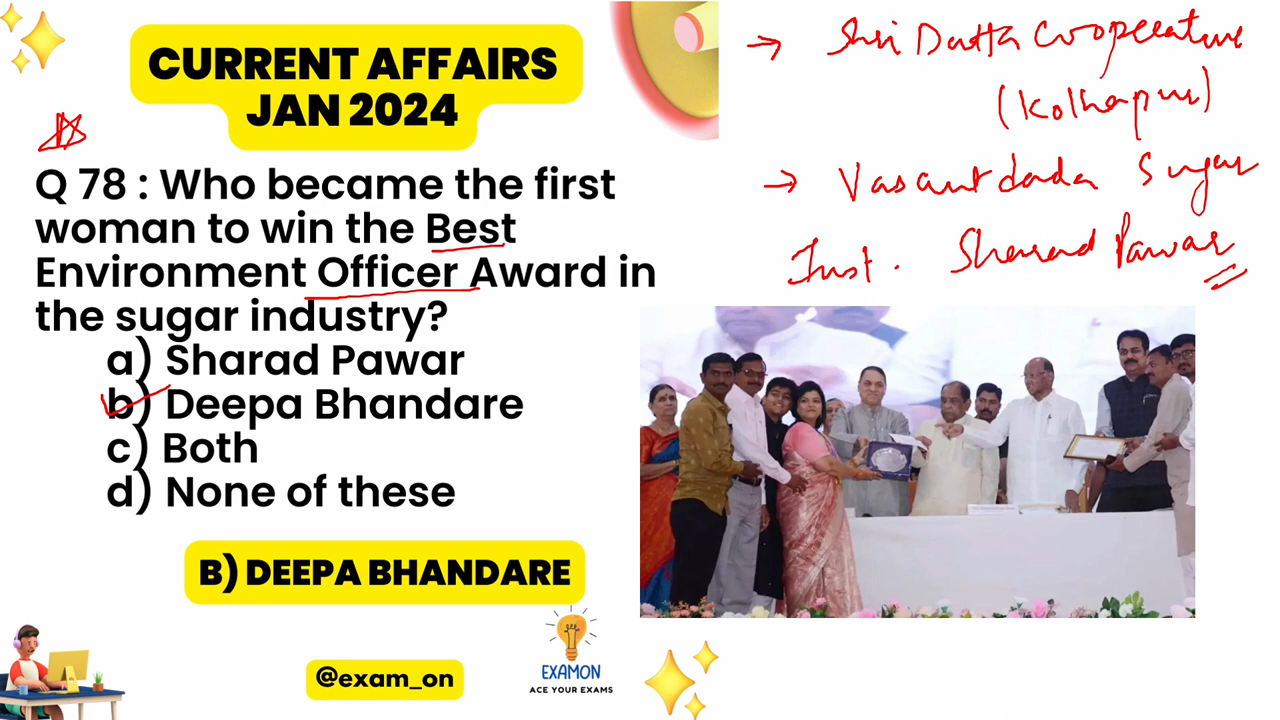 CURRENT AFFAIRS
JAN 2024
Q 78 : Who became the first
woman to win the Best
Environment Officer Award in
the sugar industry?
a) Sharad Pawar
b) Deepa Bhandare
c) Both
d) None of these
B) DEEPA BHANDARE
@exam_on
EXAMON
ACE YOUR EXAMS
→ Shri Datta Cooperative
(Kolhapur)
→ Vasantdada Sugar
Inst. Sharad Pawar